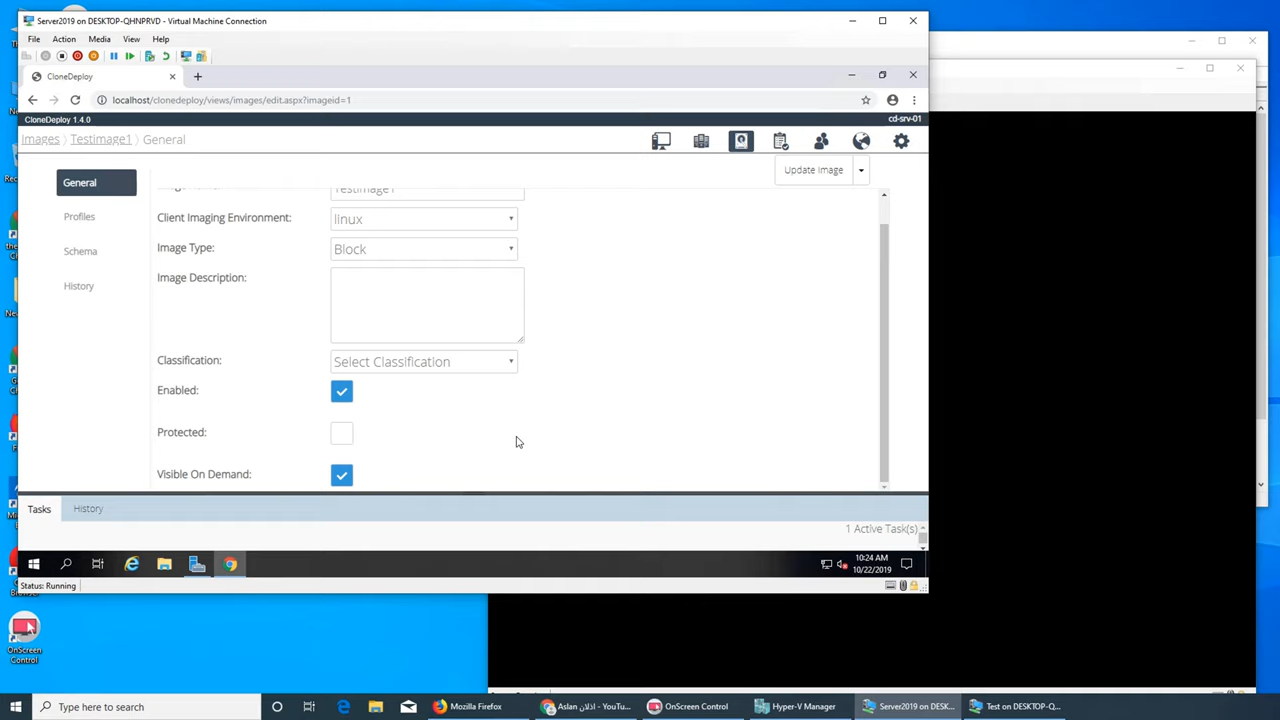 Server2019 on DESKTOP-QHNPRVD - Virtual Machine Connection
File Action Media View Help
CloneDeploy
localhost/clonedeploy/views/images/edit.aspx?imageid=1
CloneDeploy 1.4.0
cd-srv-01
Images Testimage1 General
Update Image
General
Testimage1
Profiles
Client Imaging Environment: linux
Image Type: Block
Schema
Image Description:
History
Classification: Select Classification
Enabled:
Protected:
Visible On Demand:
Tasks History
1 Active Task(s)
10:24 AM
10/22/2019
Status: Running
OnScreen
Control
Type here to search
Mozilla Firefox
Aslan اذلان - YouTu...
OnScreen Control
Hyper-V Manager
Server2019 on DESK...
Test on DESKTOP-Q...